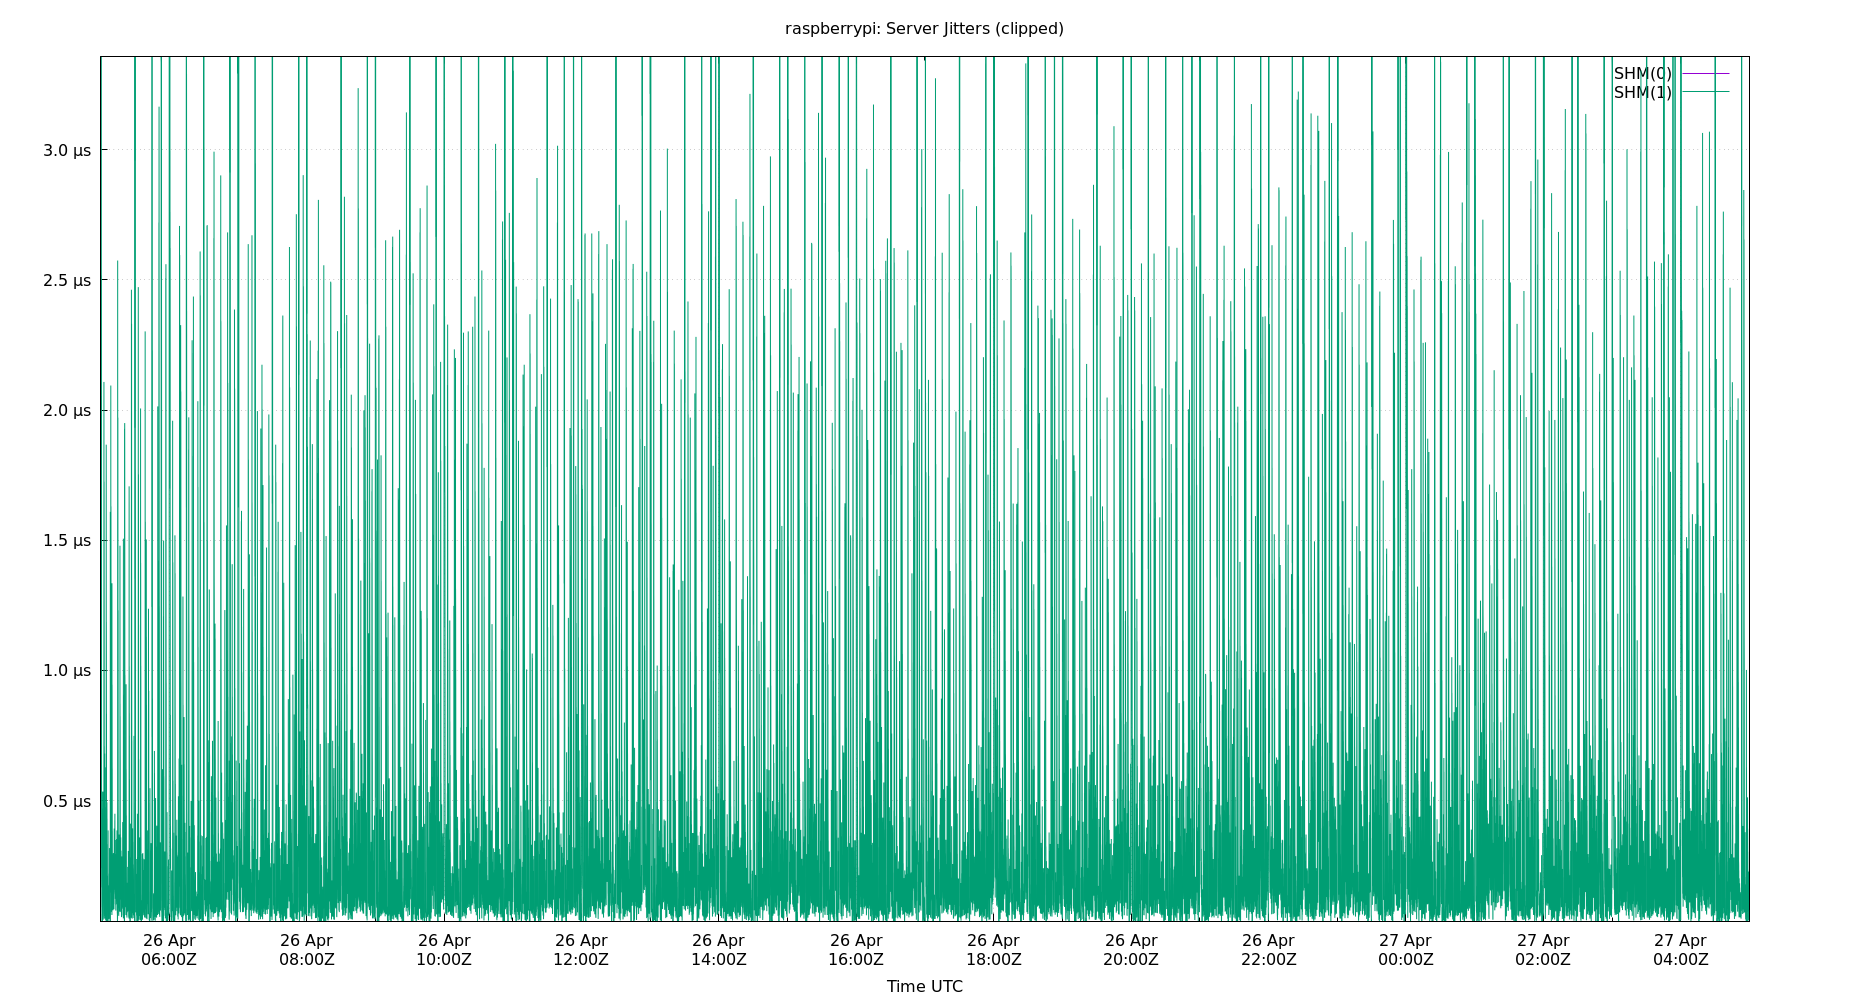 raspberrypi: Server Jitters (clipped)
SHM(0)
SHM(1)
3.0 μs
2.5 μs
2.0 μs
1.5 μs
1.0 μs
0.5 μs
26 Apr 26 Apr 26 Apr 26 Apr 26 Apr 26 Apr 26 Apr 26 Apr 26 Apr 27 Apr 27 Apr 27 Apr
06:00Z 08:00Z 10:00Z 12:00Z 14:00Z 16:00Z 18:00Z 20:00Z 22:00Z 00:00Z 02:00Z 04:00Z
Time UTC